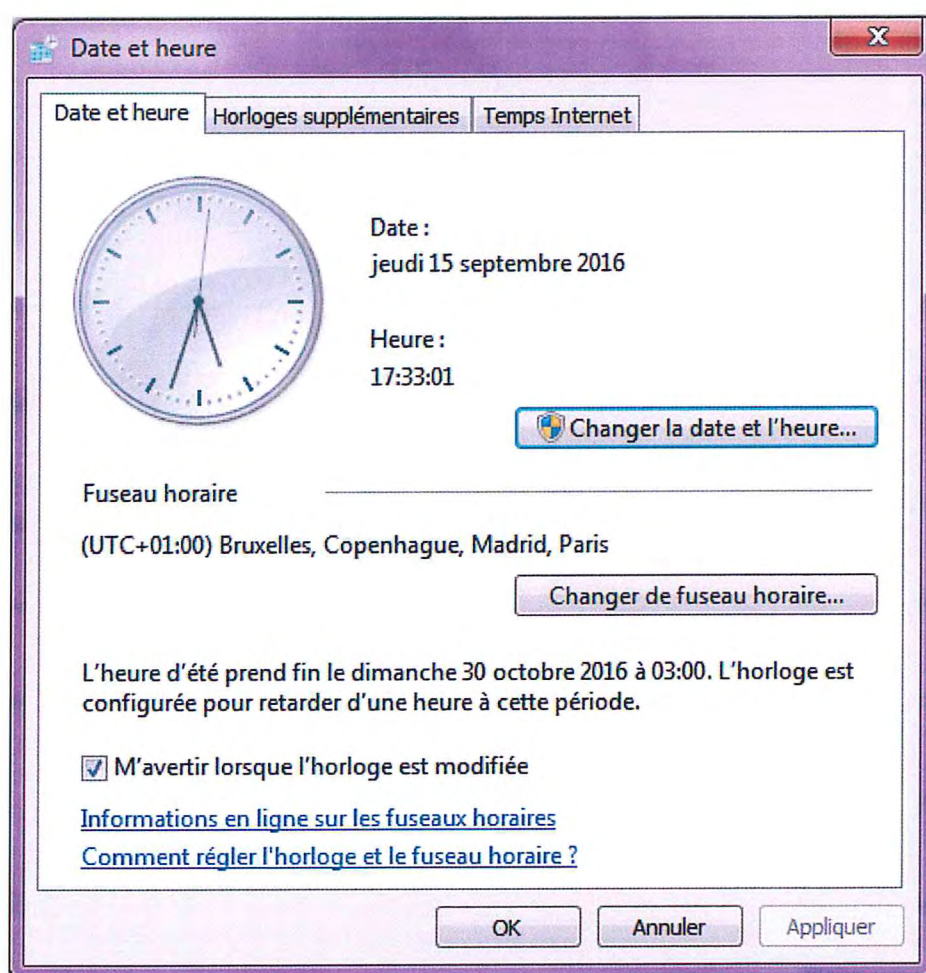 Date et heure
Date et heure
Horloges supplémentaires
Temps Internet
Date :
jeudi 15 septembre 2016
Heure :
17:33:01
Changer la date et l'heure...
Fuseau horaire
(UTC+01:00) Bruxelles, Copenhague, Madrid, Paris
Changer de fuseau horaire...
L'heure d'été prend fin le dimanche 30 octobre 2016 à 03:00. L'horloge est
configurée pour retarder d'une heure à cette période.
M'avertir lorsque l'horloge est modifiée
Informations en ligne sur les fuseaux horaires
Comment régler l'horloge et le fuseau horaire ?
OK
Annuler
Appliquer